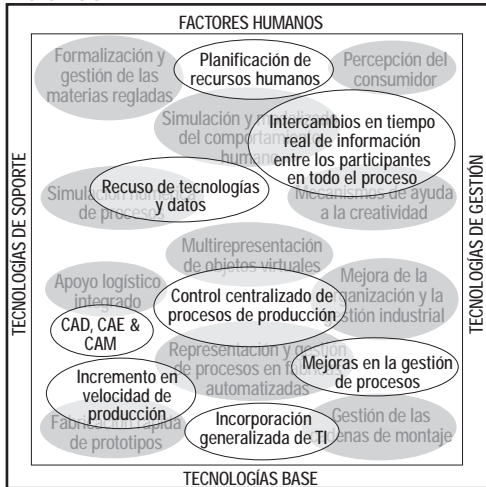 FACTORES HUMANOS
Formalización y
gestión de las
materias regladas
Planificación de
recursos humanos
Percepción del
consumidor
Simulación y
del comportamiento
Intercambios en tiempo
real de información
entre los participantes
en todo el proceso
Recuso de tecnologías
y datos
Simulación
de procesos
Mecanismos de ayuda
a la creatividad
Multirepresentación
de objetos virtuales
Apoyo logístico
integrado
Control centralizado de
procesos de producción
Mejora de la
organización y la
gestión industrial
CAD, CAE &
CAM
Representación y gestión
de procesos en
automatizadas
Mejoras en la gestión
de procesos
Incremento en
velocidad de
producción
Fabricación rápida
de prototipos
Incorporación
generalizada de TI
Gestión de las
cadenas de montaje
TECNOLOGÍAS DE SOPORTE
TECNOLOGÍAS DE GESTIÓN
TECNOLOGÍAS BASE